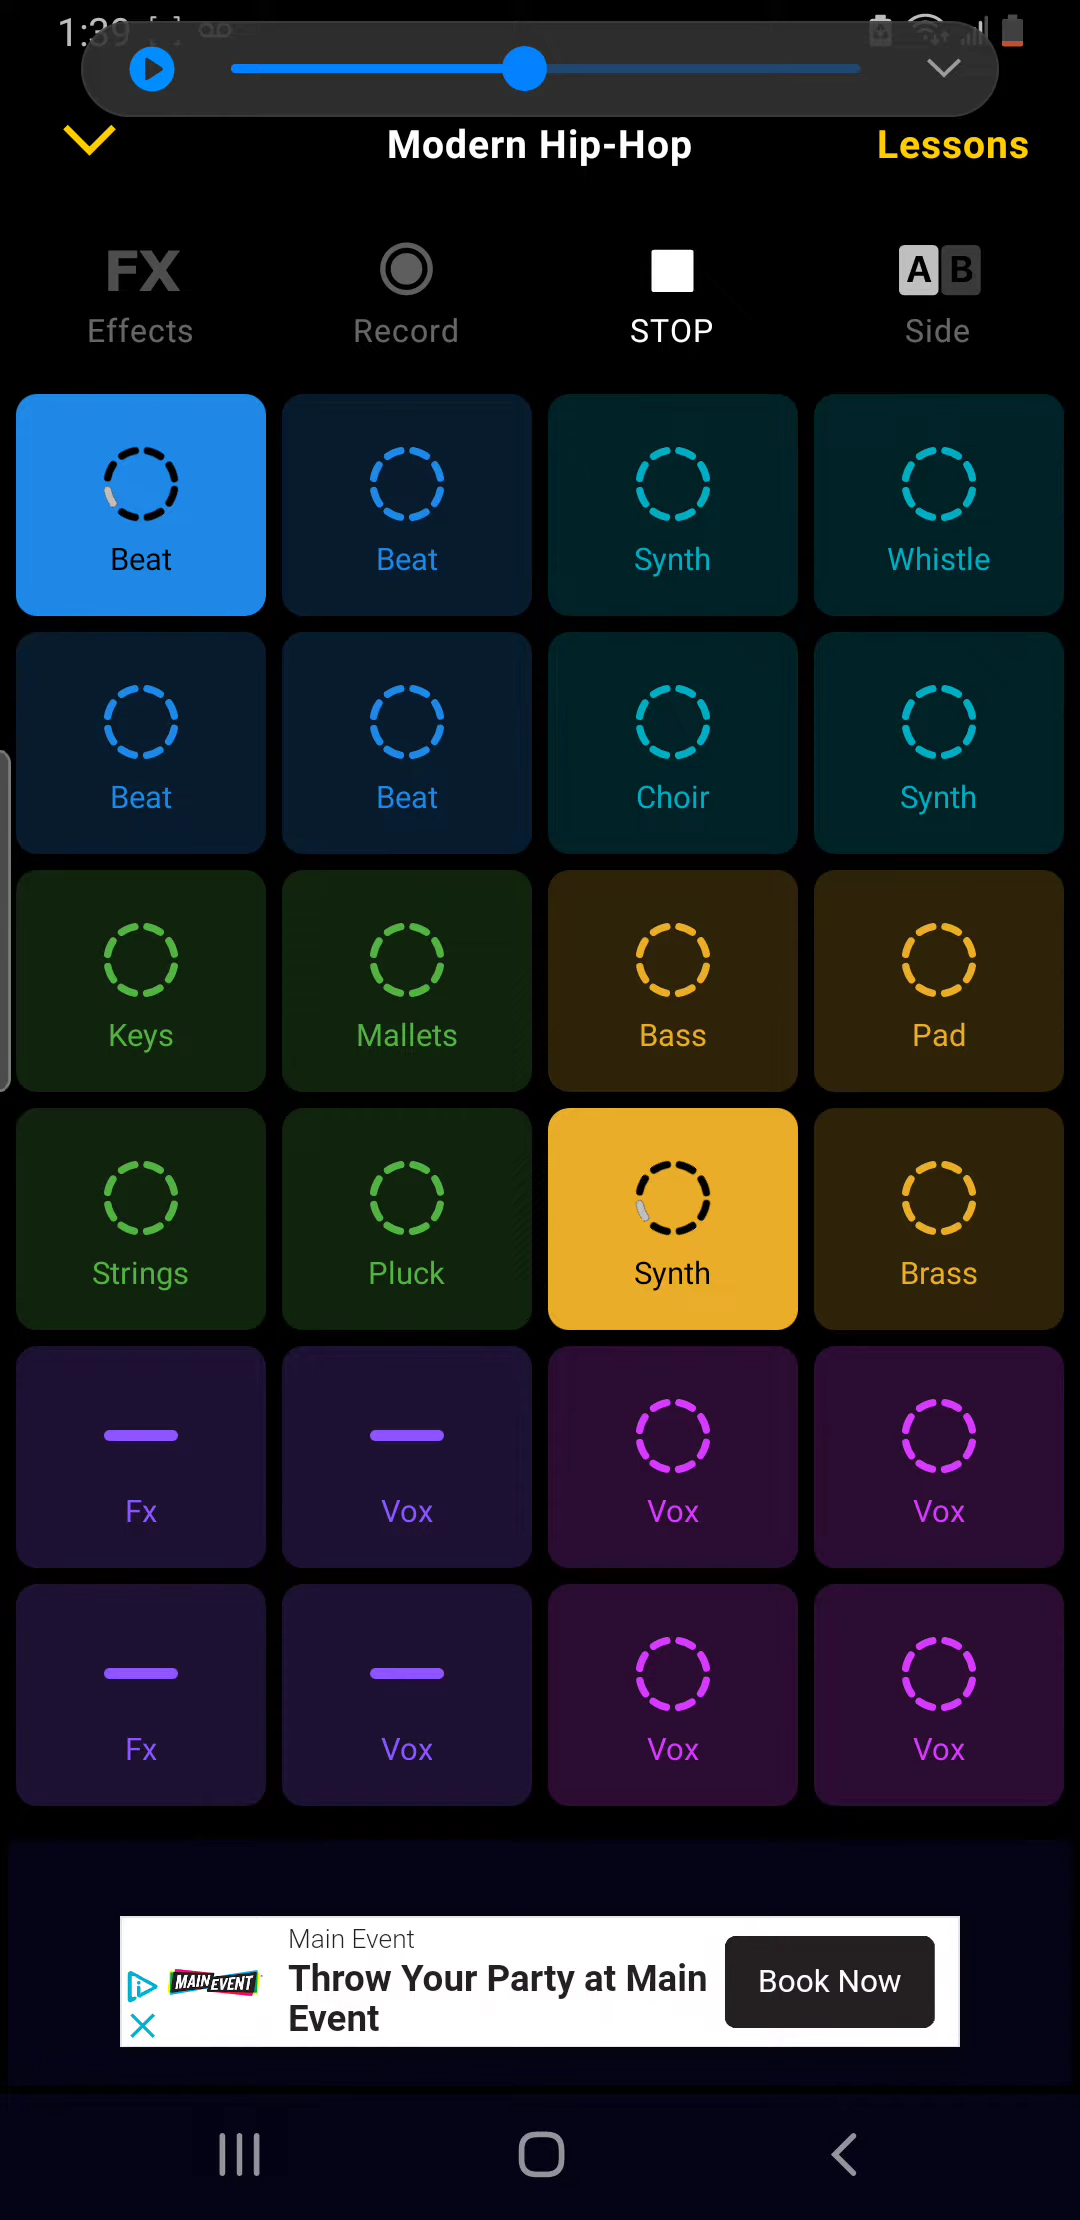 1:39
Modern Hip-Hop Lessons
FX A B
Effects Record STOP Side
Beat Beat Synth Whistle
Beat Beat Choir Synth
Keys Mallets Bass Pad
Strings Pluck Synth Brass
Fx Vox Vox Vox
Fx Vox Vox Vox
Main Event
MAIN EVENT
Throw Your Party at Main
Event
Book Now